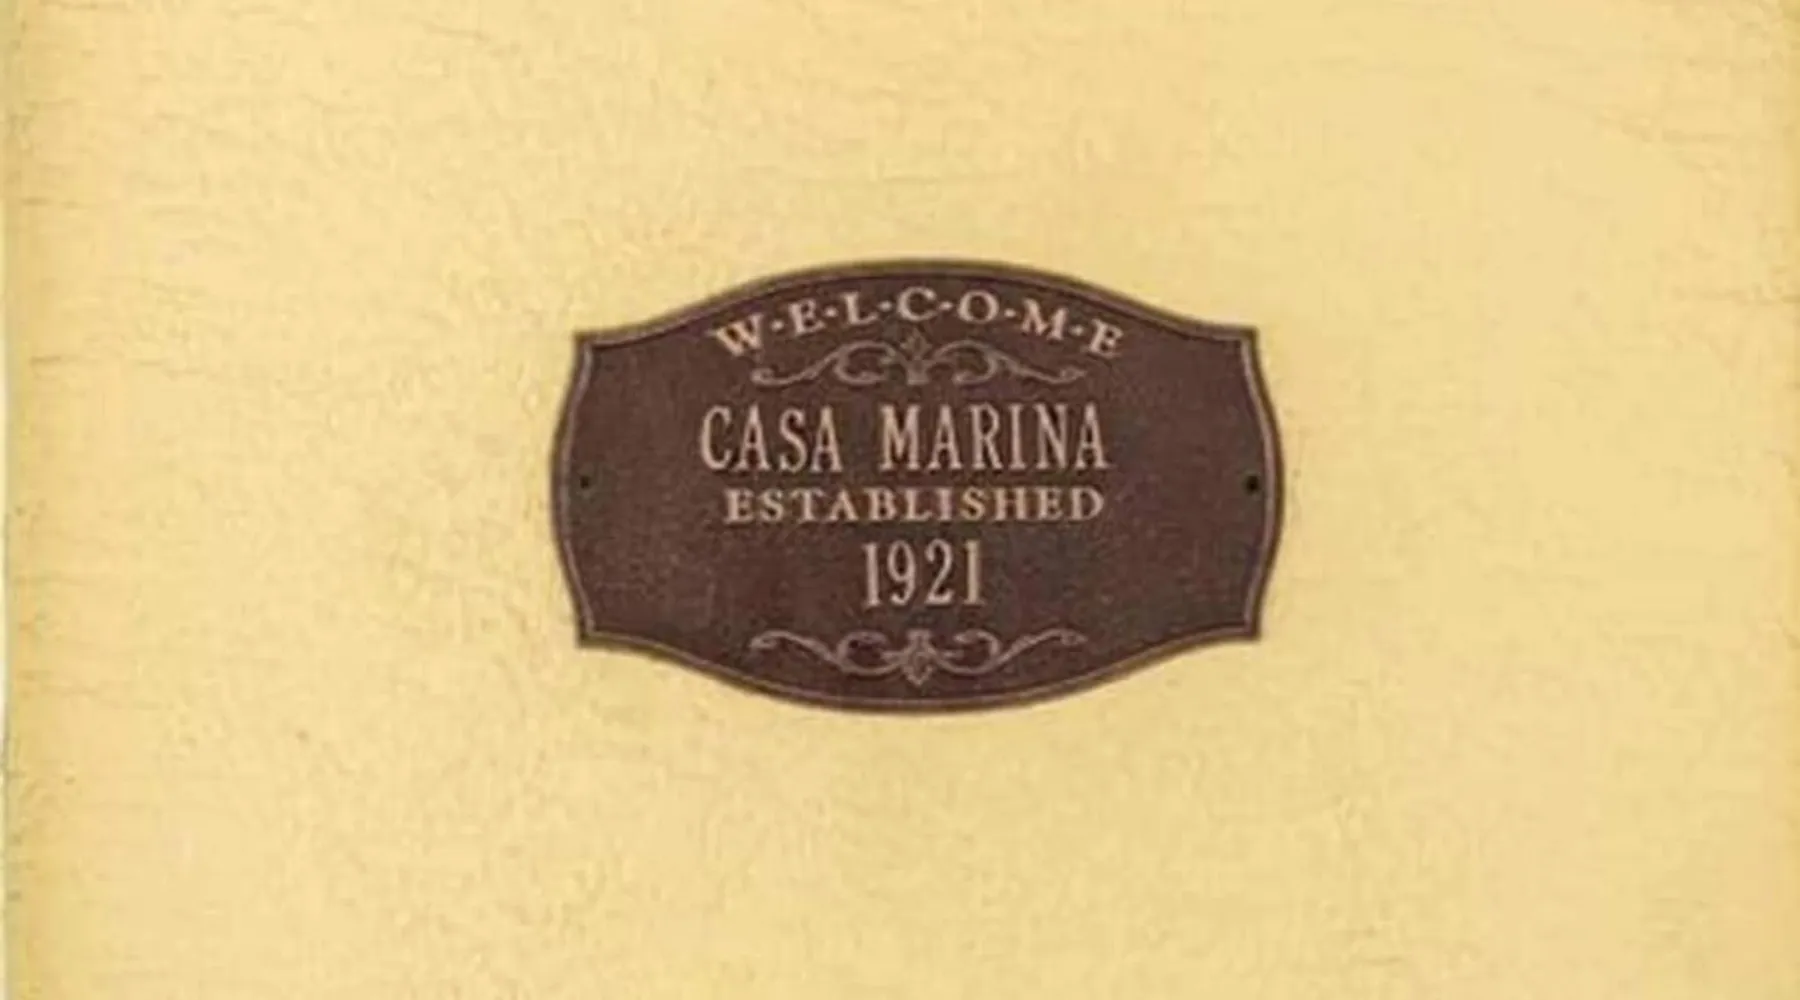 W·E·L·C·O·M·E
CASA MARINA
ESTABLISHED
1921